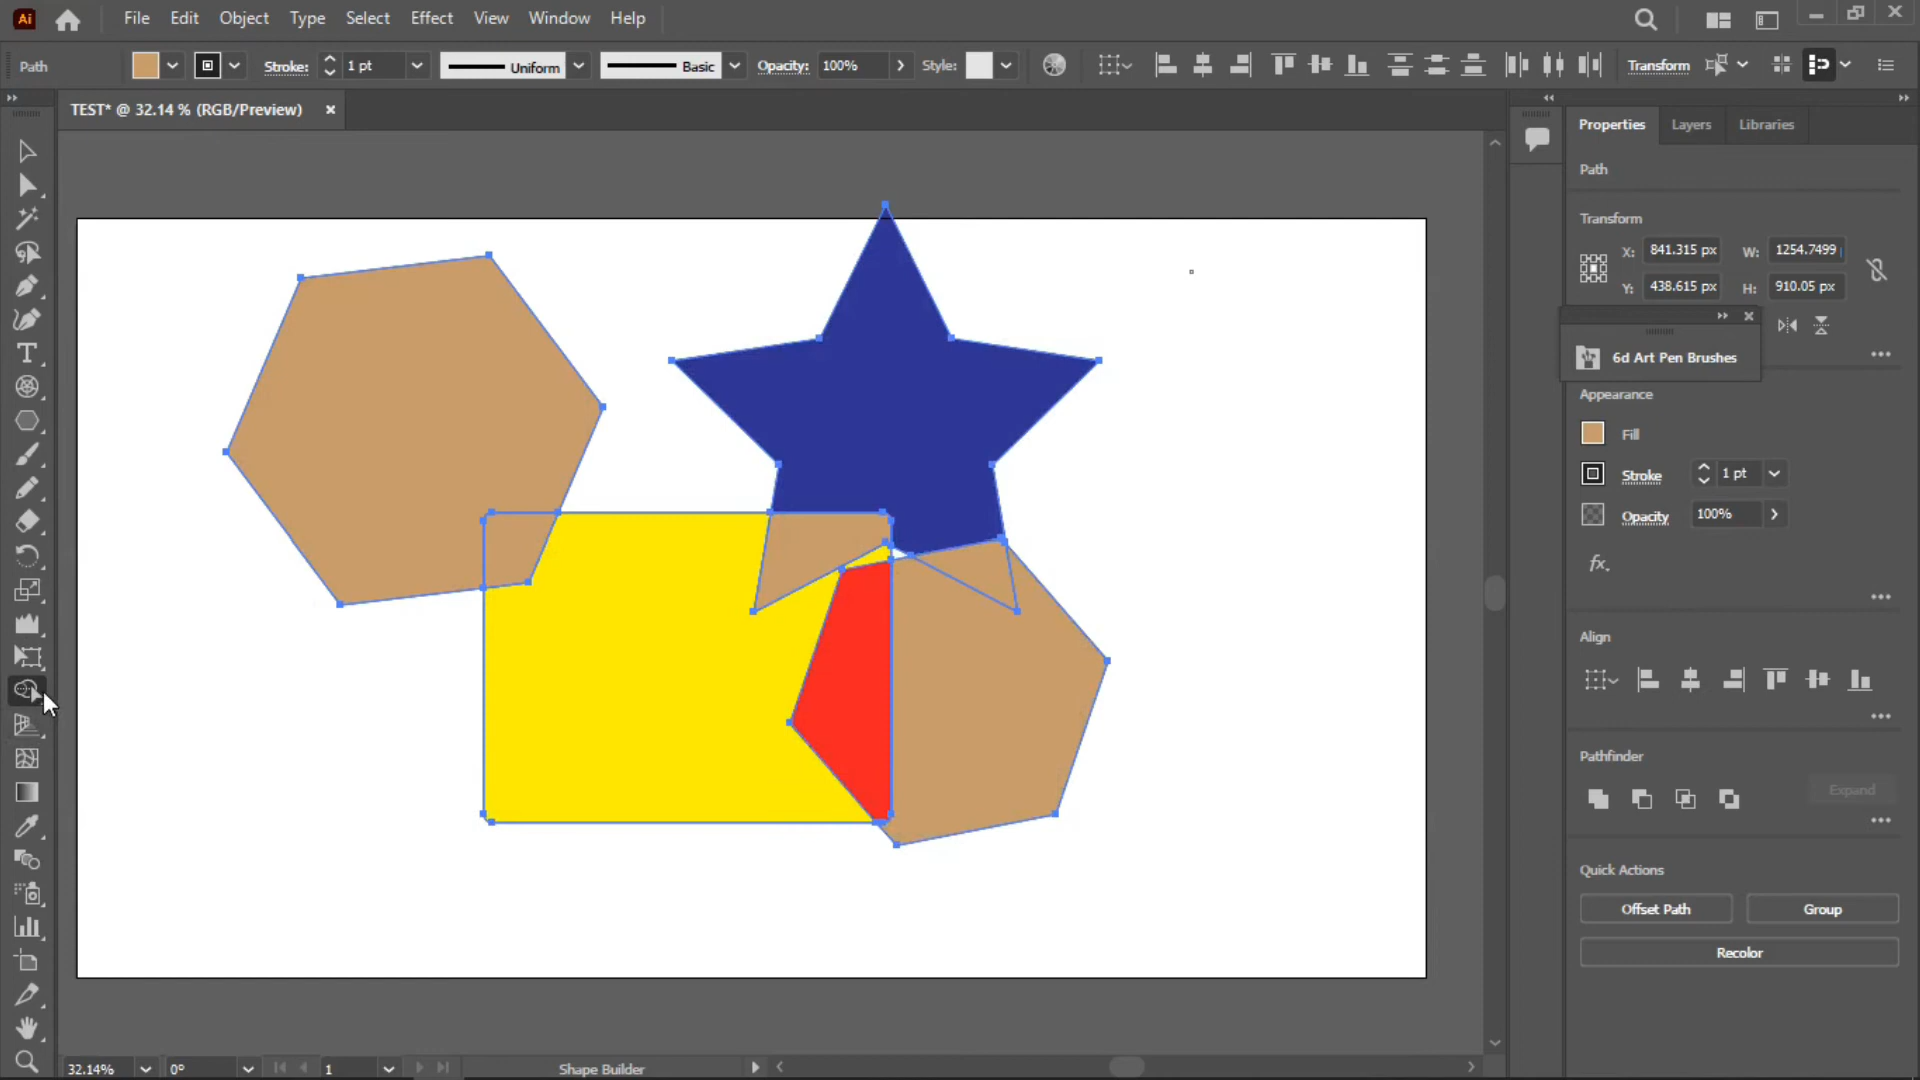 Ai File Edit Object Type Select Effect View Window Help
Path Stroke: 1 pt Uniform Basic Opacity: 100% Style: Transform
TEST* @ 32.14 % (RGB/Preview)
Properties Layers Libraries
Path
Transform
X: 841.315 px W: 1254.7499
Y: 438.615 px H: 910.05 px
6d Art Pen Brushes
Appearance
Fill
Stroke 1 pt
Opacity 100%
fx.
Align
Pathfinder
Expand
Quick Actions
Offset Path Group
Recolor
32.14% 0° 1 Shape Builder